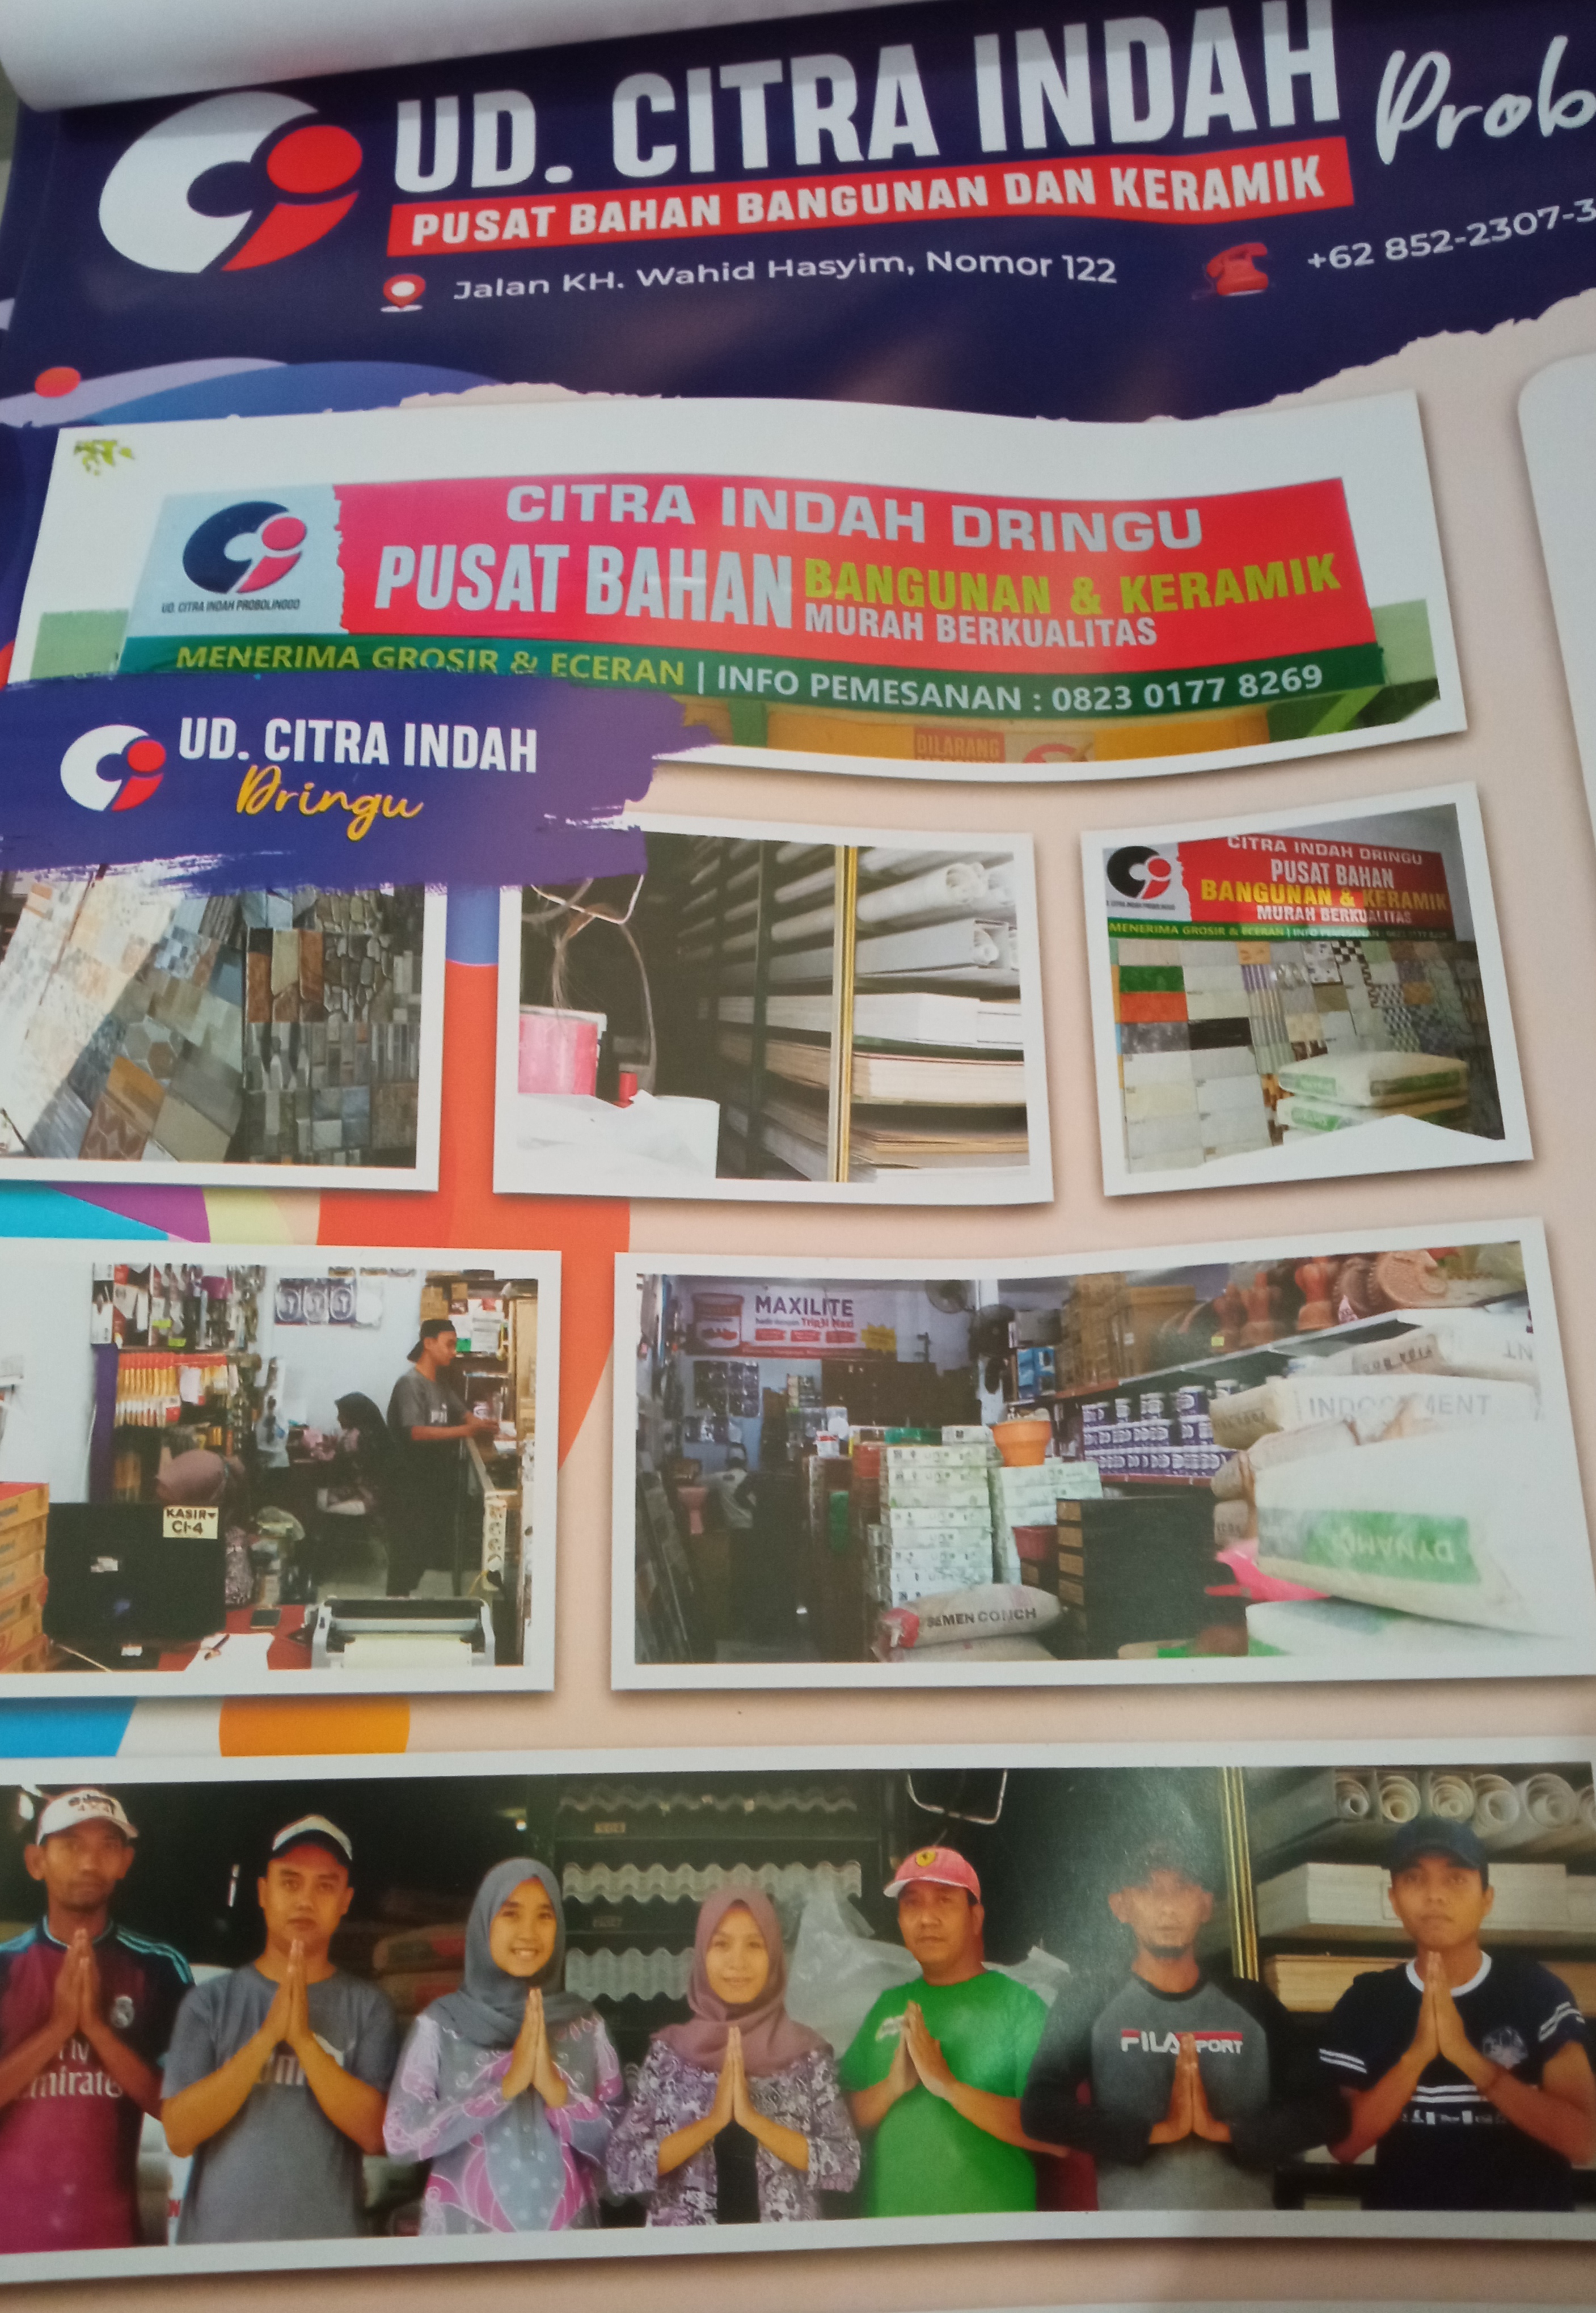 UD. CITRA INDAH Prob
PUSAT BAHAN BANGUNAN DAN KERAMIK
Jalan KH. Wahid Hasyim, Nomor 122
+62 852-2307-3
CITRA INDAH DRINGU
PUSAT BAHAN BANGUNAN & KERAMIK
MURAH BERKUALITAS
UD. CITRA INDAH PROBOLINGGO
MENERIMA GROSIR & ECERAN | INFO PEMESANAN : 0823 0177 8269
DILARANG
UD. CITRA INDAH
Dringu
CITRA INDAH DRINGU
PUSAT BAHAN
BANGUNAN & KERAMIK
MURAH BERKUALITAS
MENERIMA GROSIR & ECERAN | INFO PEMESANAN
KASIR
CI-4
MAXILITE
INDOCEMENT
DYNAMIX
SEMEN CONCH
Fly
Emirates
FILA SPORT